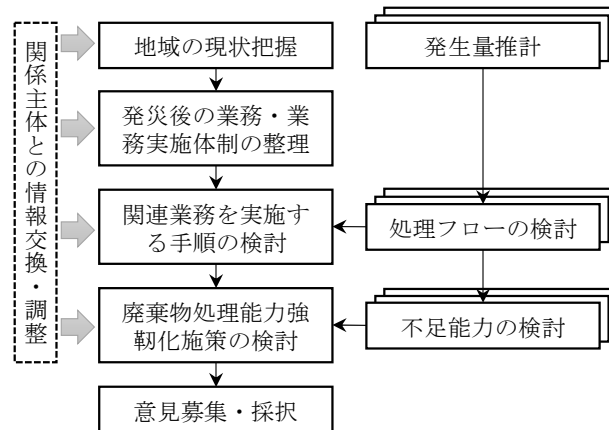 関係主体との情報交換・調整
地域の現状把握
発生量推計
発災後の業務・業
務実施体制の整理
関連業務を実施す
る手順の検討
処理フローの検討
廃棄物処理能力強
靭化施策の検討
不足能力の検討
意見募集・採択